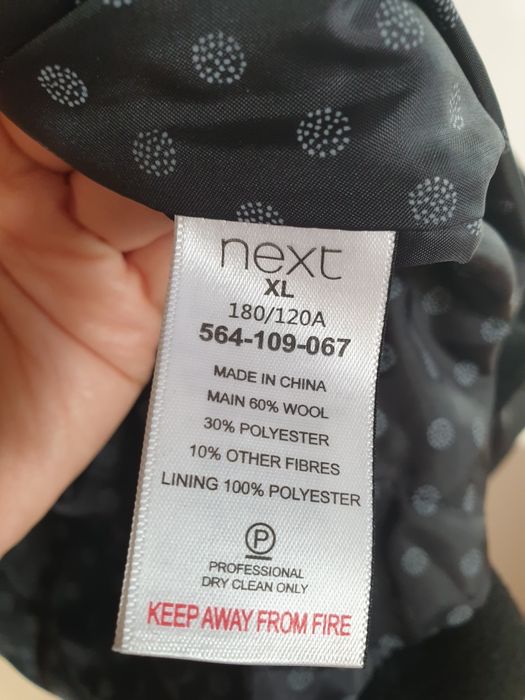 next
XL
180/120A
564-109-067
MADE IN CHINA
MAIN 60% WOOL
30% POLYESTER
10% OTHER FIBRES
LINING 100% POLYESTER
P
PROFESSIONAL
DRY CLEAN ONLY
KEEP AWAY FROM FIRE